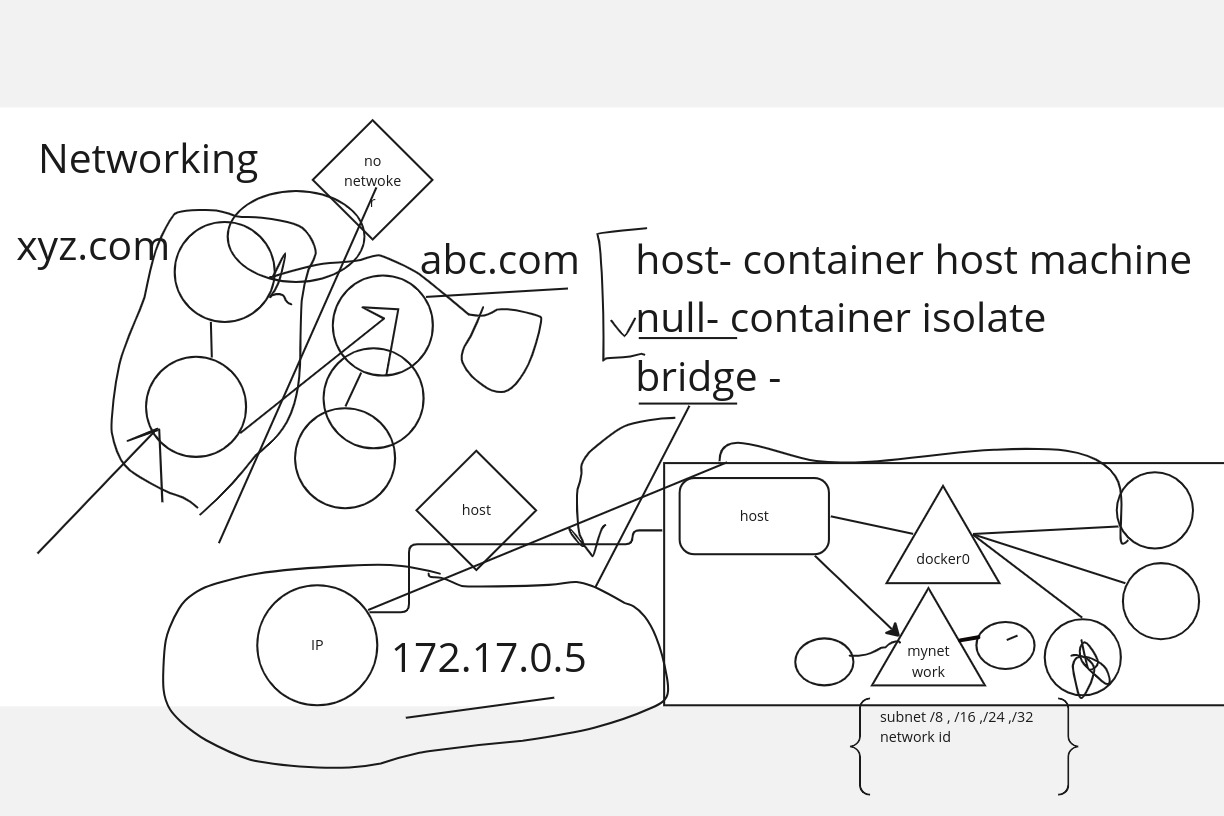 Networking
no
netwoke
r
xyz.com
abc.com
host- container host machine
null- container isolate
bridge -
host
host
docker0
IP
172.17.0.5
mynet
work
subnet /8 , /16 ,/24 ,/32
network id